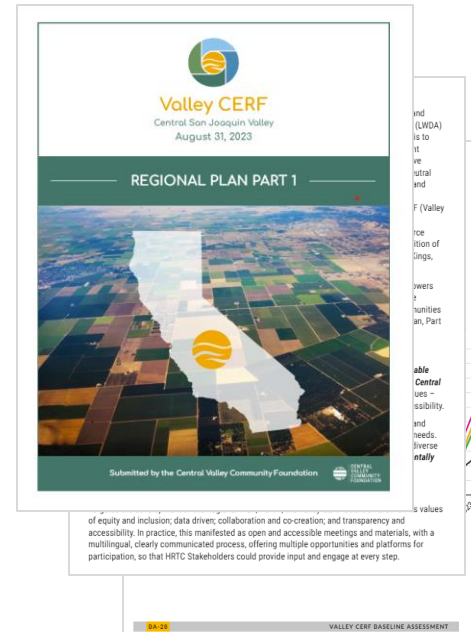 Valley CERF
Central San Joaquin Valley
August 31, 2023
REGIONAL PLAN PART 1
Submitted by the Central Valley Community Foundation
CENTRAL
VALLEY
COMMUNITY
FOUNDATION
and
(LWDA)
is to
nt
ve
eutral
and
F (Valley
rce
ition of
Kings,
owers
e
munities
an, Part
able
Central
ues –
ssibility.
and
needs.
diverse
ntally
s values
of equity and inclusion; data driven; collaboration and co-creation; and transparency and
accessibility. In practice, this manifested as open and accessible meetings and materials, with a
multilingual, clearly communicated process, offering multiple opportunities and platforms for
participation, so that HRTC Stakeholders could provide input and engage at every step.
DA-28 VALLEY CERF BASELINE ASSESSMENT